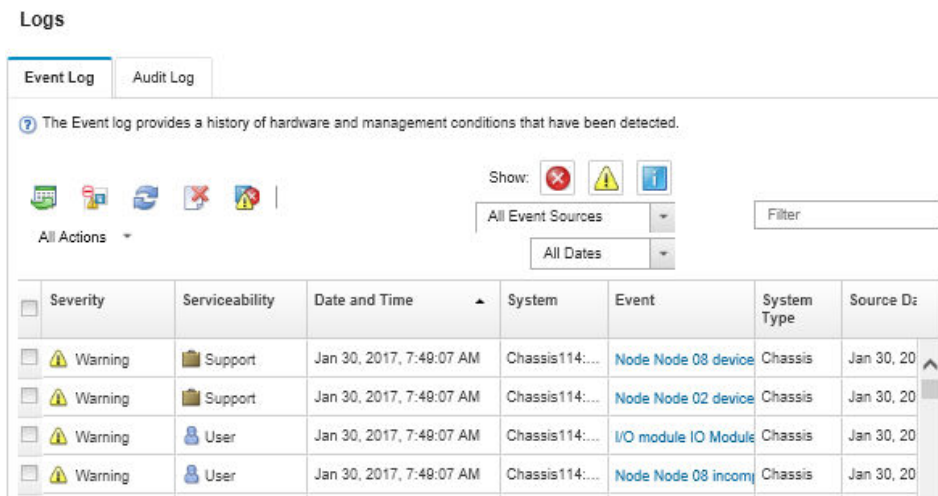 Logs
Event Log Audit Log
The Event log provides a history of hardware and management conditions that have been detected.
Show:
All Event Sources
Filter
All Actions
All Dates
Severity Serviceability Date and Time System Event System Type Source Da
Warning Support Jan 30, 2017, 7:49:07 AM Chassis114:... Node Node 08 device Chassis Jan 30, 20
Warning Support Jan 30, 2017, 7:49:07 AM Chassis114:... Node Node 02 device Chassis Jan 30, 20
Warning User Jan 30, 2017, 7:49:07 AM Chassis114:... I/O module IO Module Chassis Jan 30, 20
Warning User Jan 30, 2017, 7:49:07 AM Chassis114:... Node Node 08 incom Chassis Jan 30, 20